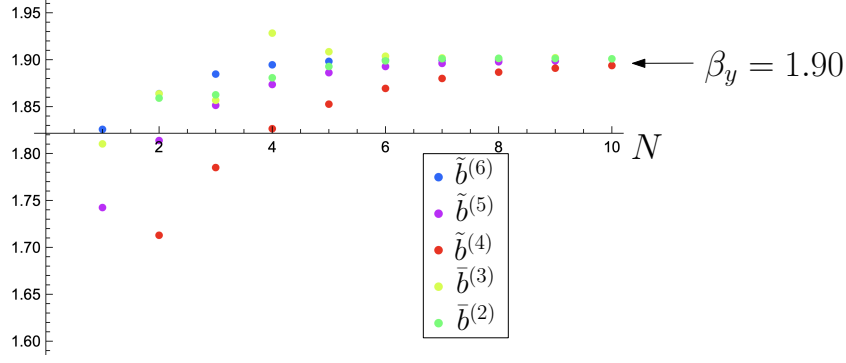 1.95
1.90
β_y = 1.90
1.85
2 4 6 8 10 N
1.80
b̃^(6)
1.75
b̃^(5)
1.70
b̃^(4)
1.65
b̄^(3)
b̄^(2)
1.60